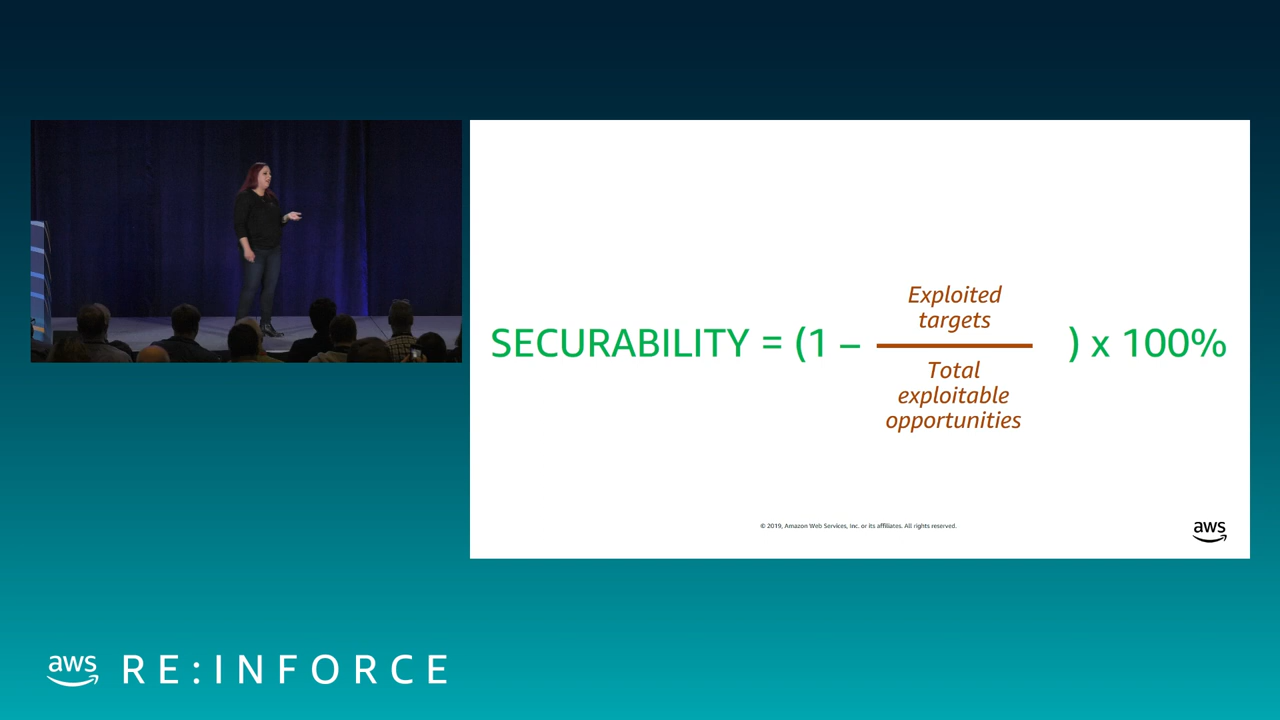 SECURABILITY = (1 – Exploited targets / Total exploitable opportunities ) x 100%
© 2019, Amazon Web Services, Inc. or its affiliates. All rights reserved.
aws
aws RE:INFORCE